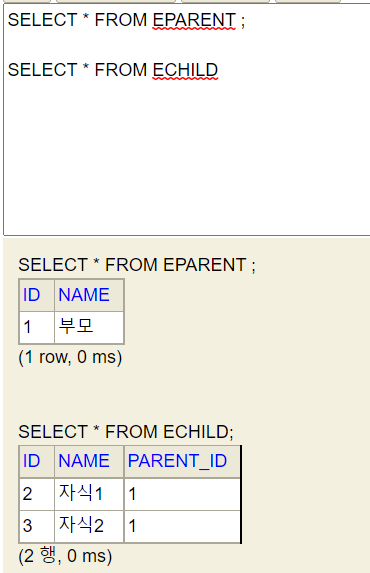 SELECT * FROM EPARENT ;
SELECT * FROM ECHILD
SELECT * FROM EPARENT ;
ID NAME
1 부모
(1 row, 0 ms)
SELECT * FROM ECHILD;
ID NAME PARENT_ID
2 자식1 1
3 자식2 1
(2 행, 0 ms)